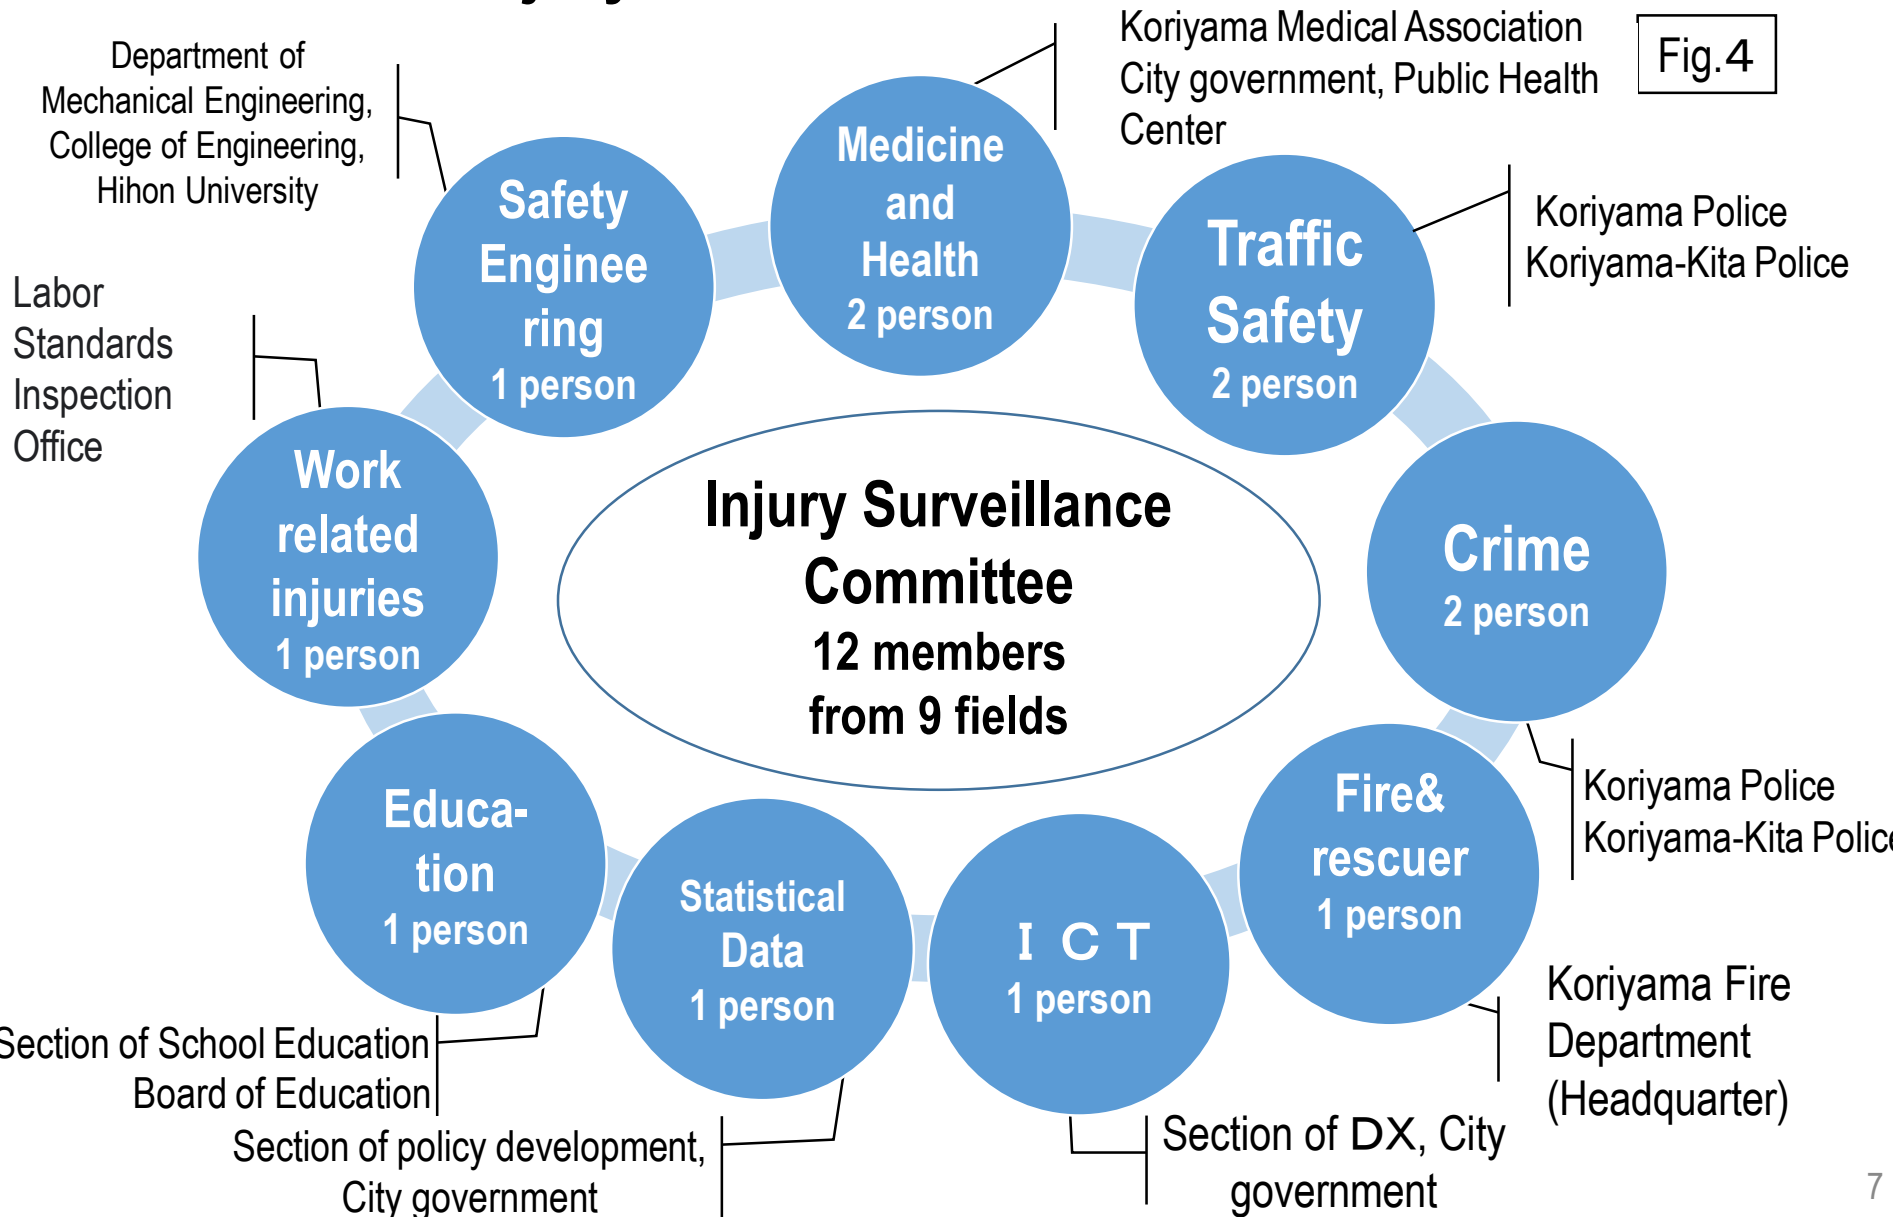 Fig.4
Department of
Mechanical Engineering,
College of Engineering,
Hihon University
Koriyama Medical Association
City government, Public Health
Center
Koriyama Police
Koriyama-Kita Police
Labor
Standards
Inspection
Office
Medicine
and
Health
2 person
Safety
Enginee
ring
1 person
Traffic
Safety
2 person
Work
related
injuries
1 person
Injury Surveillance
Committee
12 members
from 9 fields
Crime
2 person
Koriyama Police
Koriyama-Kita Police
Educa-
tion
1 person
Statistical
Data
1 person
ＩＣＴ
1 person
Fire&
rescuer
1 person
Section of School Education
Board of Education
Section of policy development,
City government
Section of DX, City
government
Koriyama Fire
Department
(Headquarter)
7